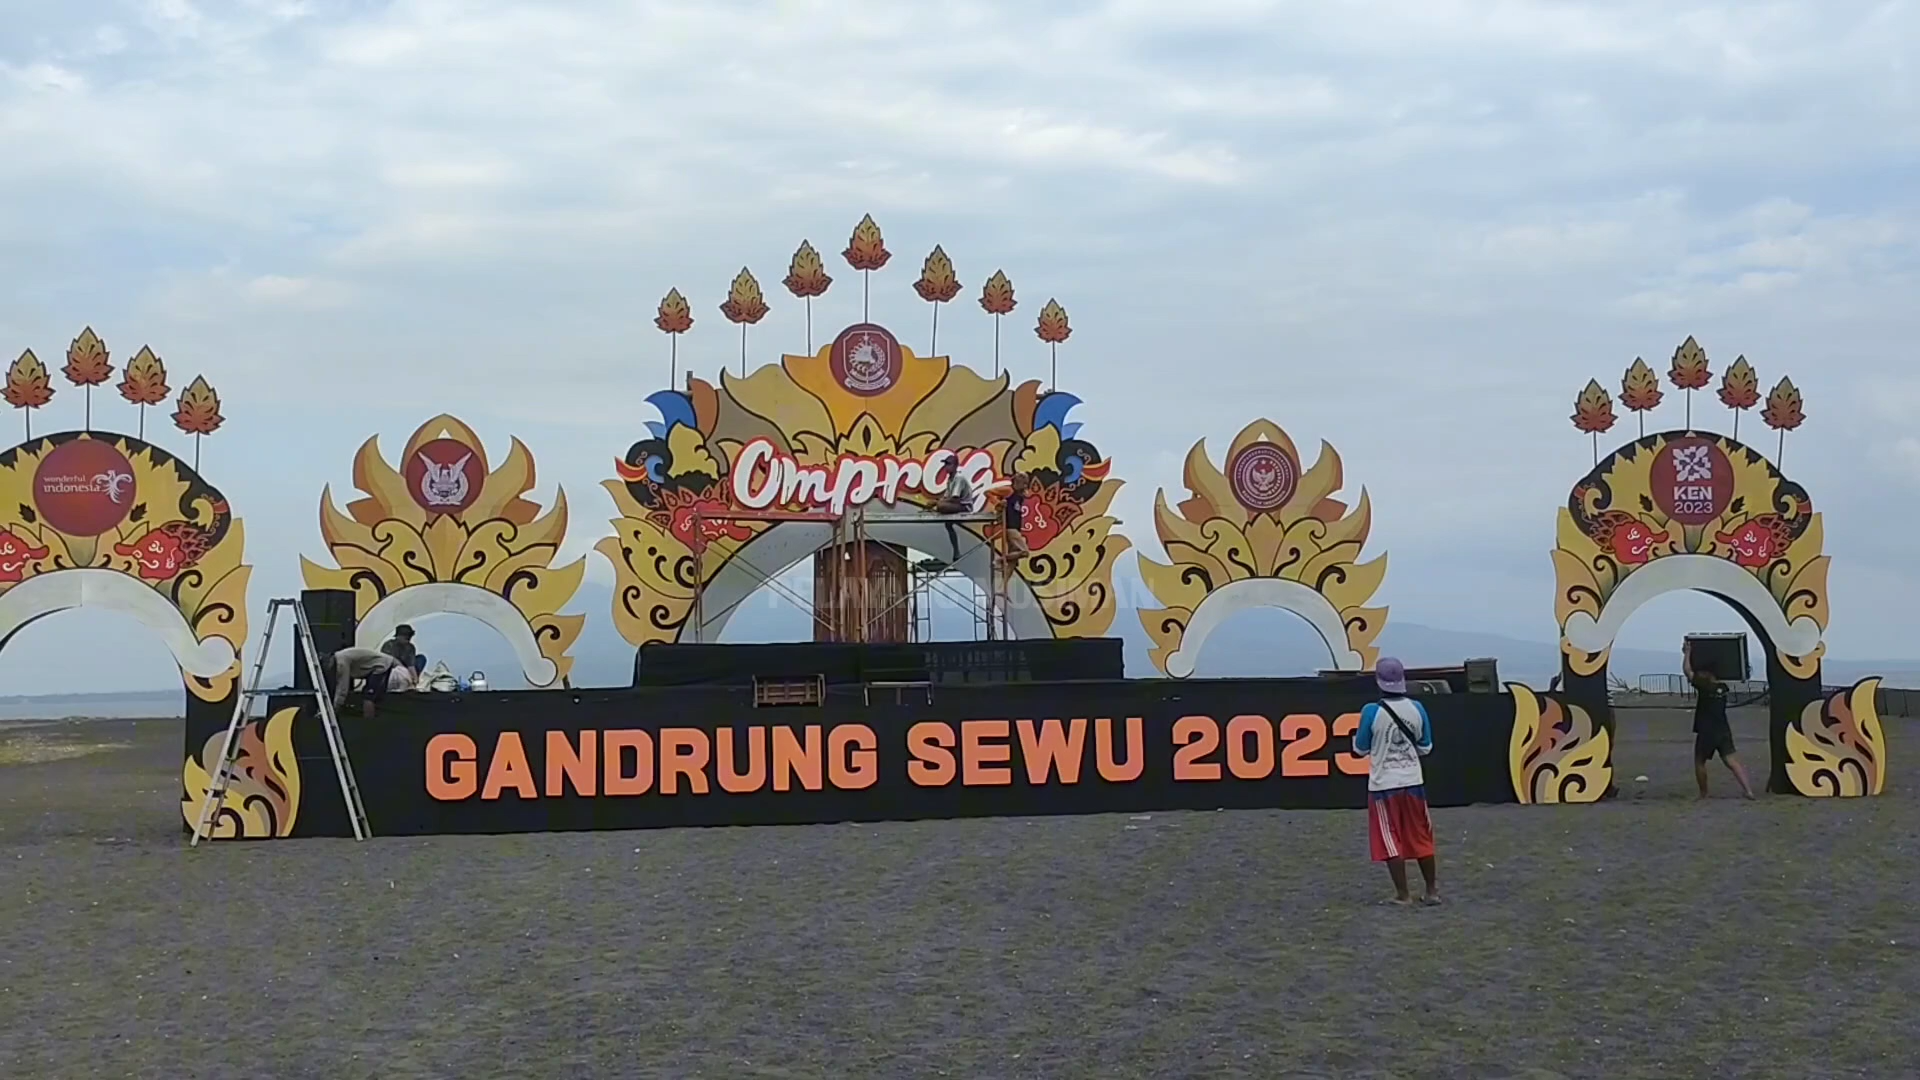 Omprog
wonderful
indonesia
KEN
2023
GANDRUNG SEWU 2023